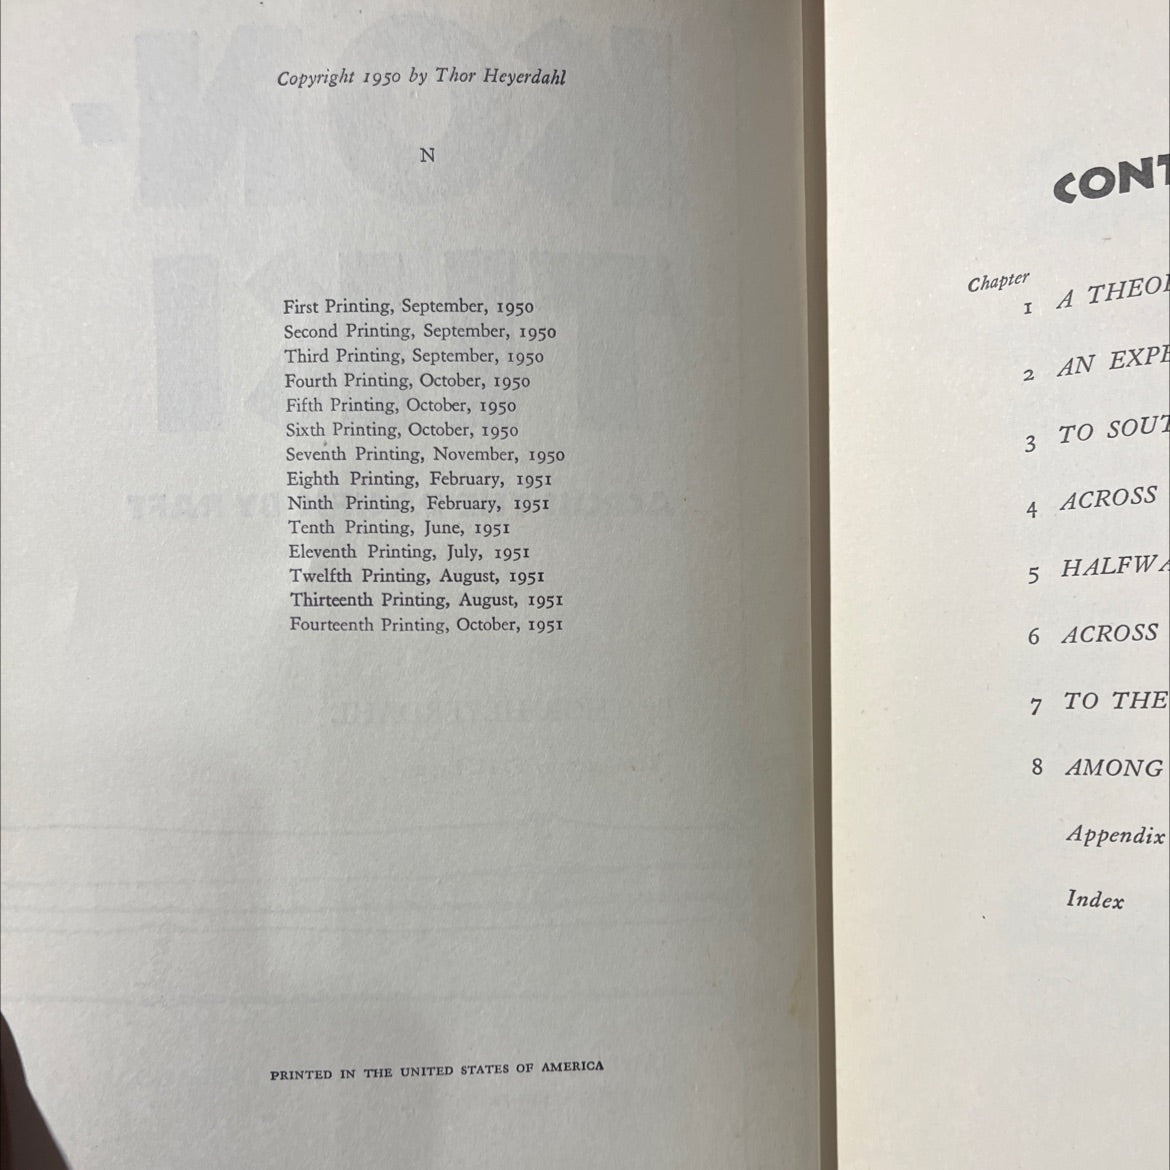 Copyright 1950 by Thor Heyerdahl
N
First Printing, September, 1950
Second Printing, September, 1950
Third Printing, September, 1950
Fourth Printing, October, 1950
Fifth Printing, October, 1950
Sixth Printing, October, 1950
Seventh Printing, November, 1950
Eighth Printing, February, 1951
Ninth Printing, February, 1951
Tenth Printing, June, 1951
Eleventh Printing, July, 1951
Twelfth Printing, August, 1951
Thirteenth Printing, August, 1951
Fourteenth Printing, October, 1951
PRINTED IN THE UNITED STATES OF AMERICA
CONT
Chapter
1 A THEO
2 AN EXPE
3 TO SOUT
4 ACROSS
5 HALFWA
6 ACROSS
7 TO THE
8 AMONG
Appendix
Index